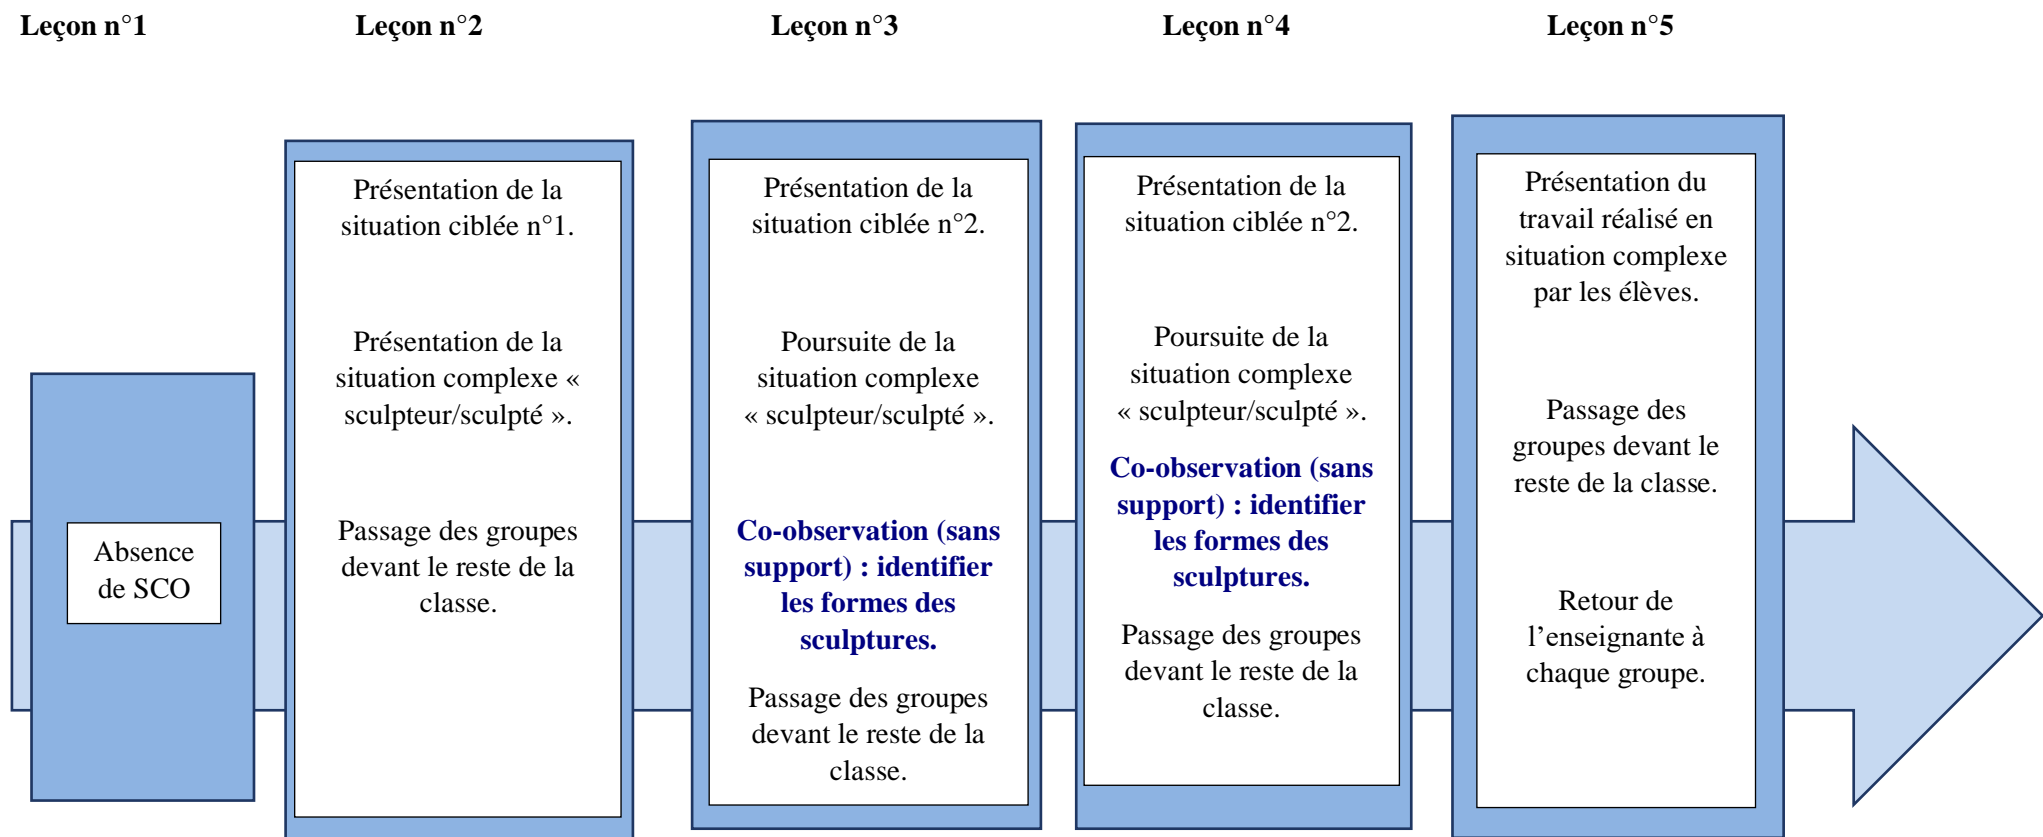 Leçon n°1
Leçon n°2
Leçon n°3
Leçon n°4
Leçon n°5
Absence
de SCO
Présentation de la
situation ciblée n°1.
Présentation de la
situation complexe «
sculpteur/sculpté ».
Passage des groupes
devant le reste de la
classe.
Présentation de la
situation ciblée n°2.
Poursuite de la
situation complexe
« sculpteur/sculpté ».
Co-observation (sans
support) : identifier
les formes des
sculptures.
Passage des groupes
devant le reste de la
classe.
Présentation de la
situation ciblée n°2.
Poursuite de la
situation complexe
« sculpteur/sculpté ».
Co-observation (sans
support) : identifier
les formes des
sculptures.
Passage des groupes
devant le reste de la
classe.
Présentation du
travail réalisé en
situation complexe
par les élèves.
Passage des
groupes devant le
reste de la classe.
Retour de
l’enseignante à
chaque groupe.